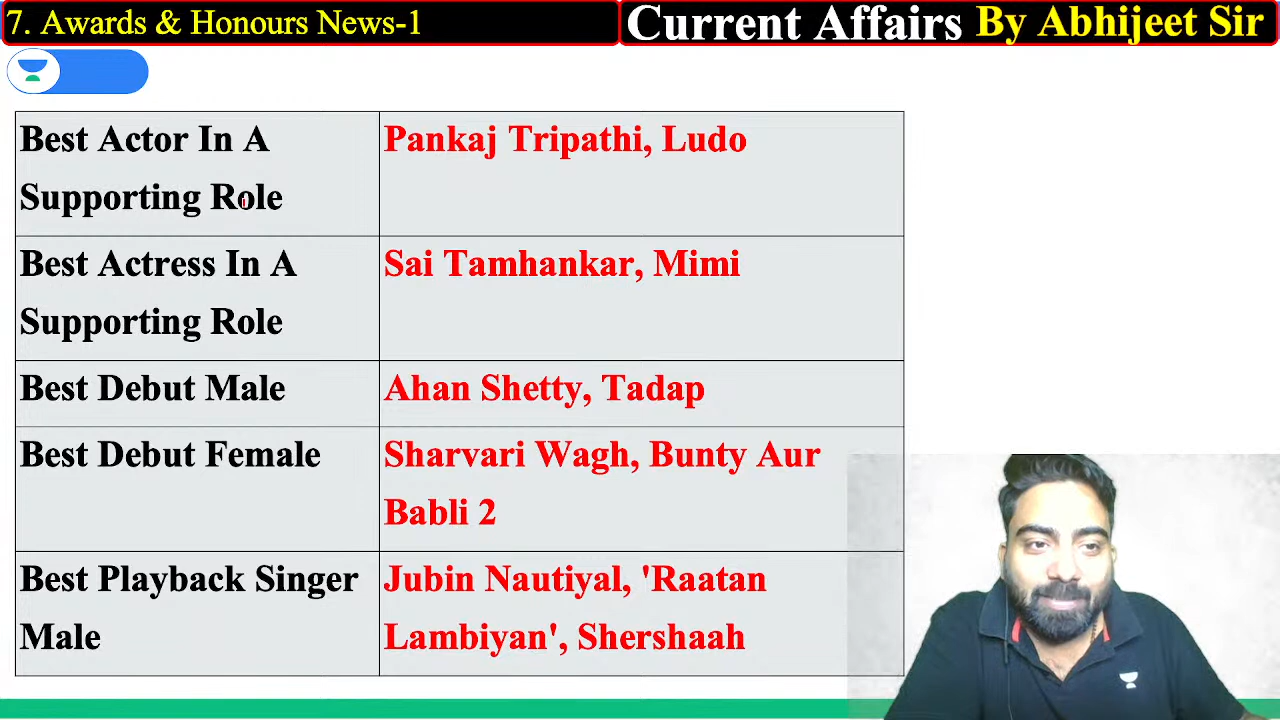 7. Awards & Honours News-1
Current Affairs By Abhijeet Sir
Best Actor In A
Supporting Role
Pankaj Tripathi, Ludo
Best Actress In A
Supporting Role
Sai Tamhankar, Mimi
Best Debut Male
Ahan Shetty, Tadap
Best Debut Female
Sharvari Wagh, Bunty Aur
Babli 2
Best Playback Singer
Male
Jubin Nautiyal, 'Raatan
Lambiyan', Shershaah